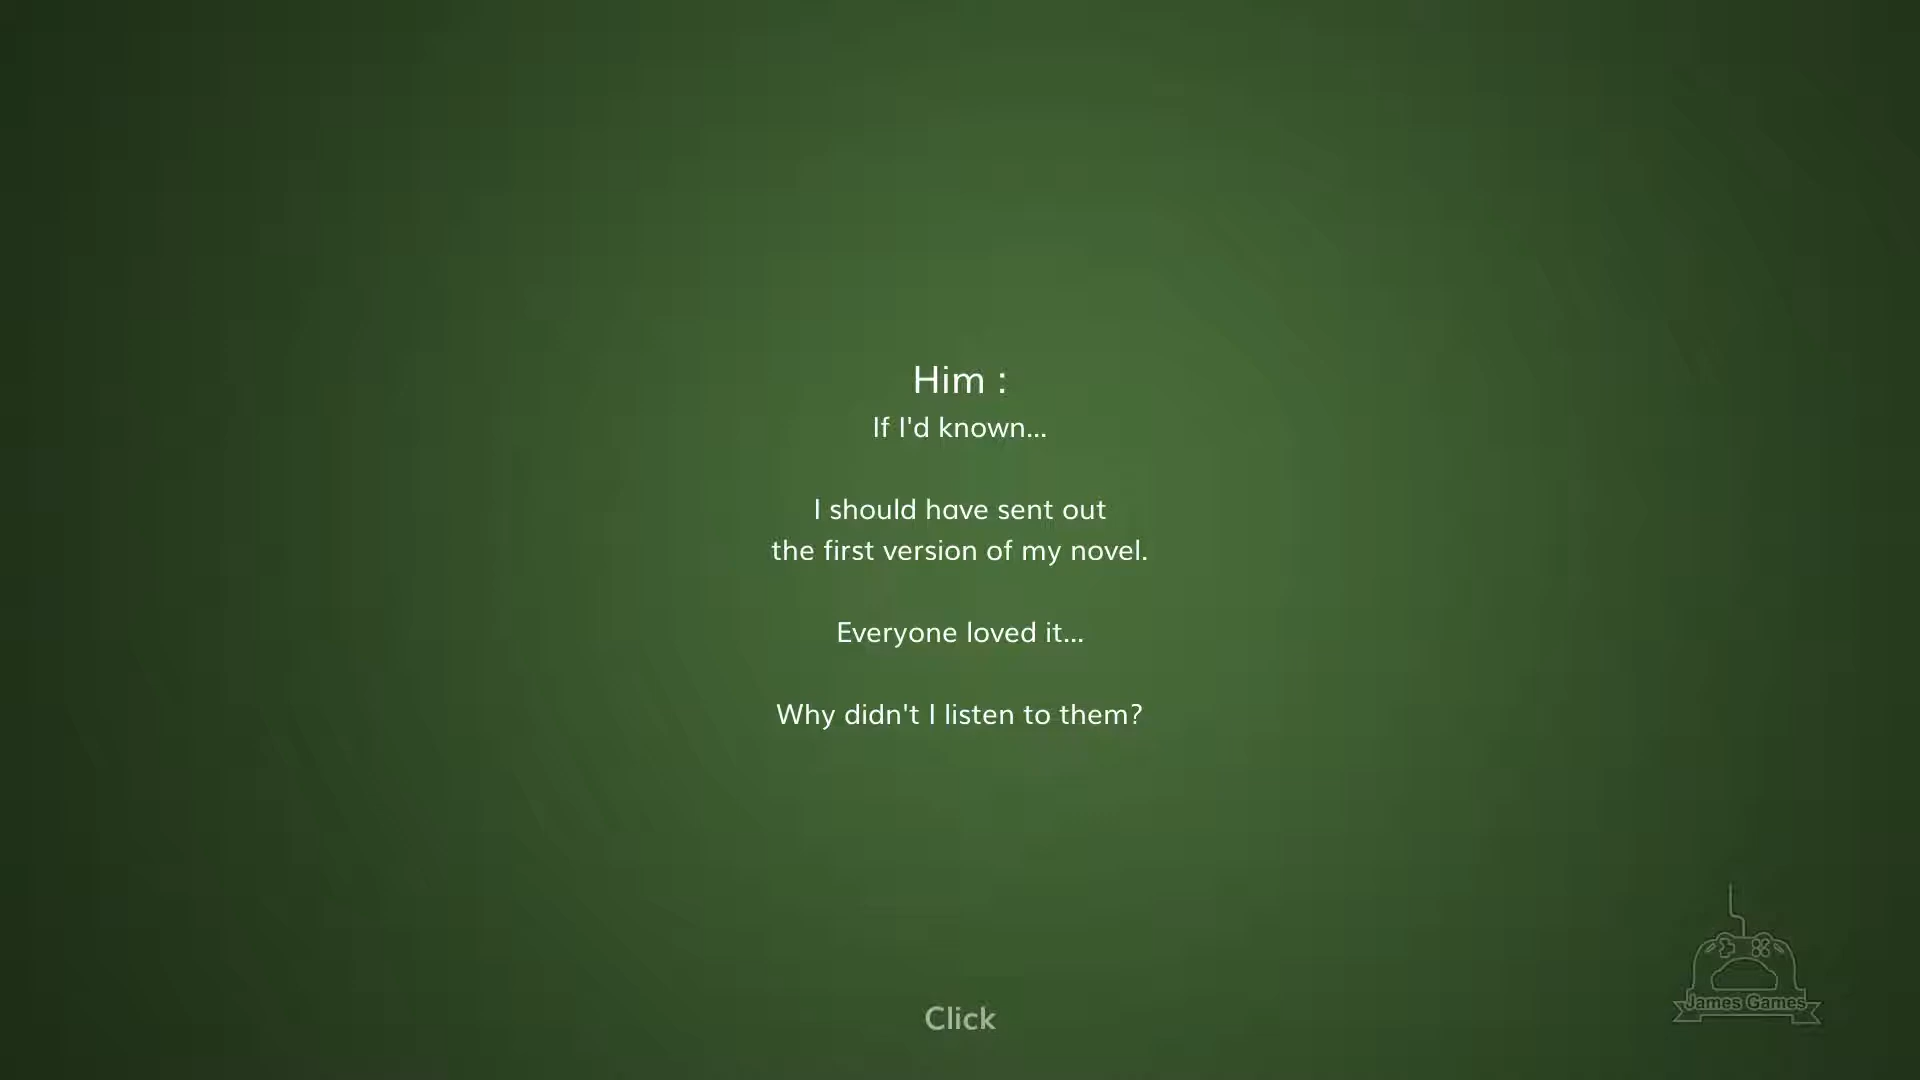 Him :
If I'd known...
I should have sent out
the first version of my novel.
Everyone loved it...
Why didn't I listen to them?
Click
James Games